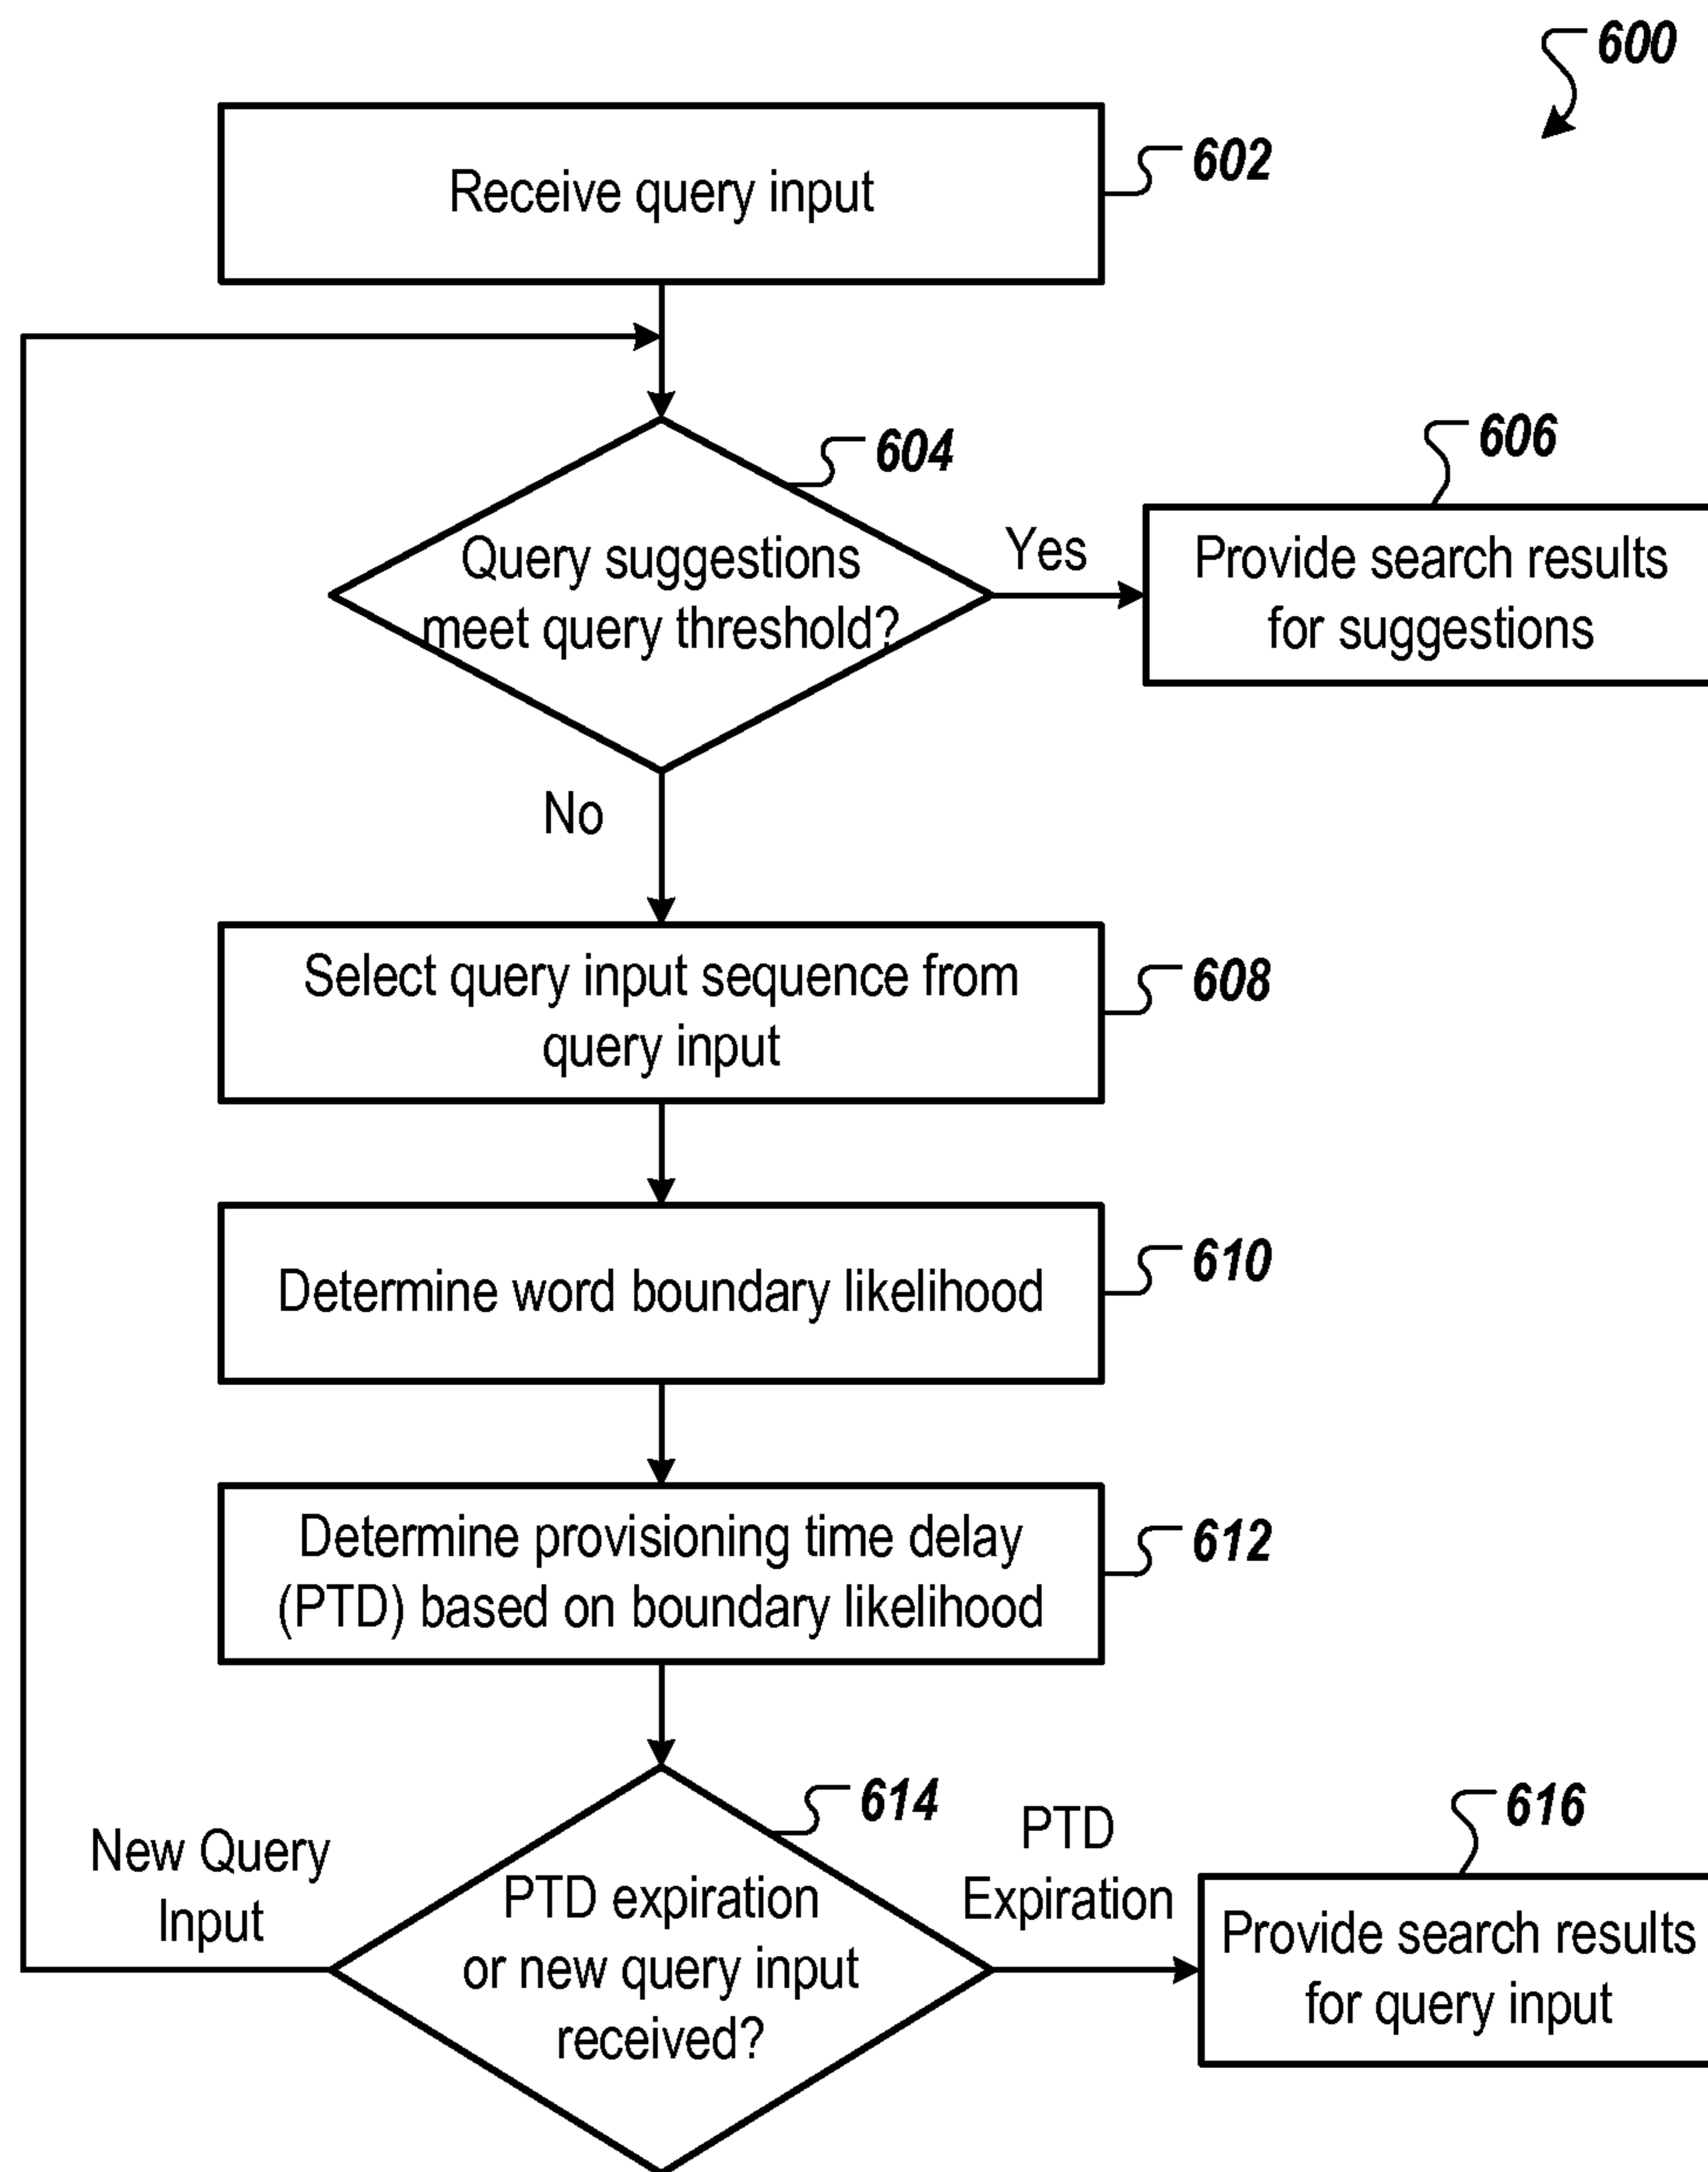 600
Receive query input
602
604
Query suggestions
meet query threshold?
Yes
606
Provide search results
for suggestions
No
Select query input sequence from
query input
608
Determine word boundary likelihood
610
Determine provisioning time delay
(PTD) based on boundary likelihood
612
614
New Query
Input
PTD expiration
or new query input
received?
PTD
Expiration
616
Provide search results
for query input